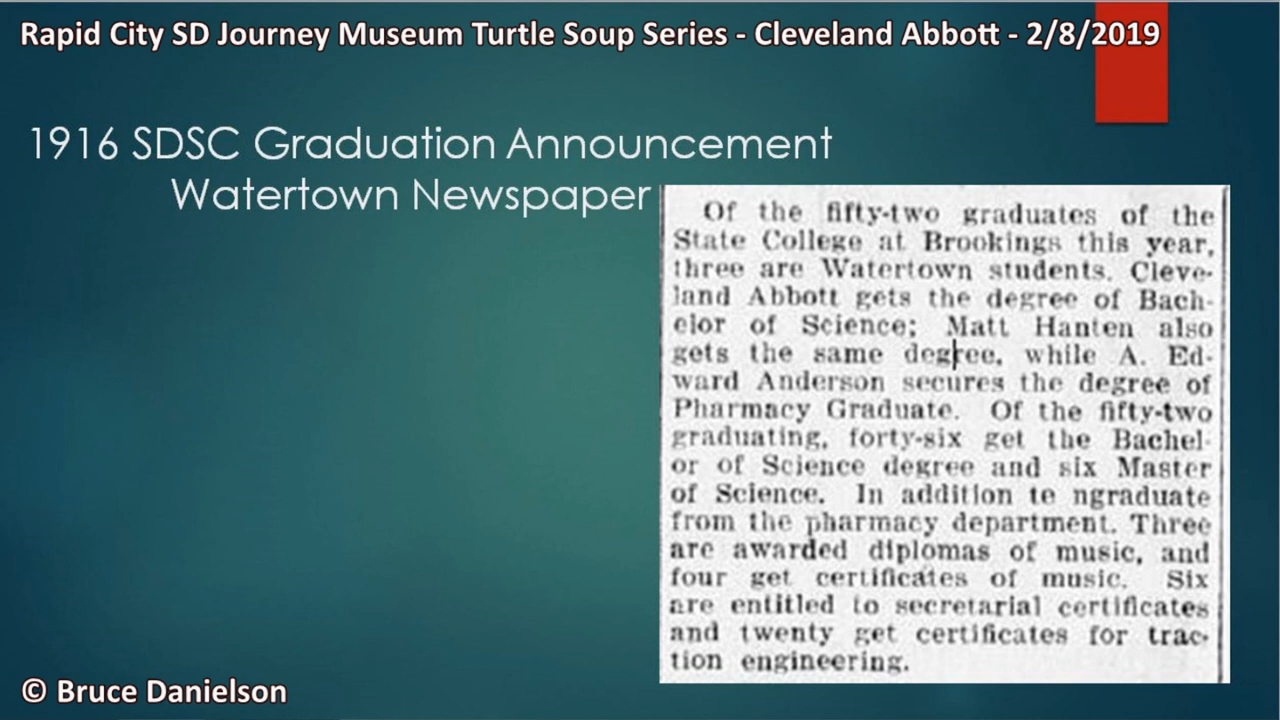 Rapid City SD Journey Museum Turtle Soup Series - Cleveland Abbott - 2/8/2019
1916 SDSC Graduation Announcement
Watertown Newspaper
Of the fifty-two graduates of the
State College at Brookings this year,
three are Watertown students. Cleve-
land Abbott gets the degree of Bach-
elor of Science; Matt Hanten also
gets the same degree, while A. Ed-
ward Anderson secures the degree of
Pharmacy Graduate. Of the fifty-two
graduating, forty-six get the Bachel-
or of Science degree and six Master
of Science. In addition te ngraduate
from the pharmacy department. Three
are awarded diplomas of music, and
four get certificates of music. Six
are entitled to secretarial certificates
and twenty get certificates for trac-
tion engineering.
© Bruce Danielson